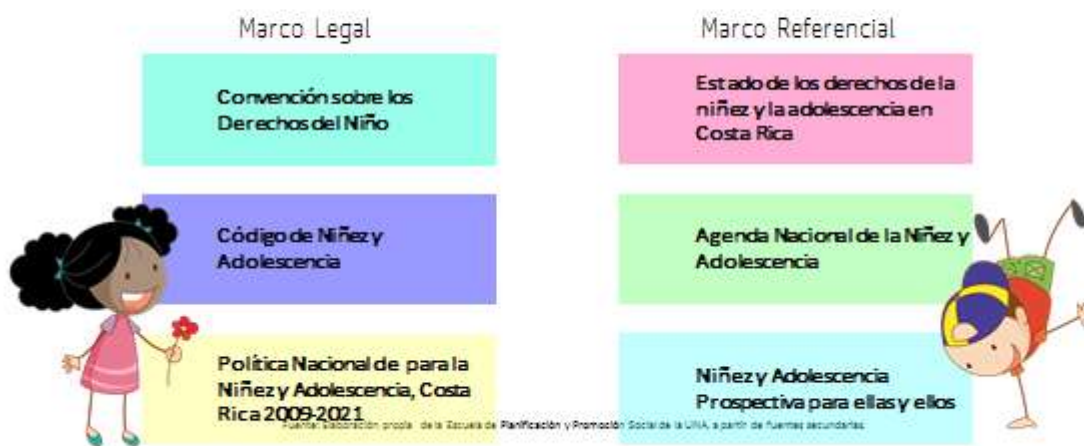 Marco Legal
Convención sobre los
Derechos del Niño
Código de Niñez y
Adolescencia
Política Nacional de para la
Niñez y Adolescencia, Costa
Rica 2009-2021
Marco Referencial
Estado de los derechos de la
niñez y la adolescencia en
Costa Rica
Agenda Nacional de la Niñez y
Adolescencia
Niñez y Adolescencia
Prospectiva para ellas y ellos
Fuente: Elaboración propia de la Escuela de Planificación y Promoción Social de la UNA, a partir de fuentes secundarias.